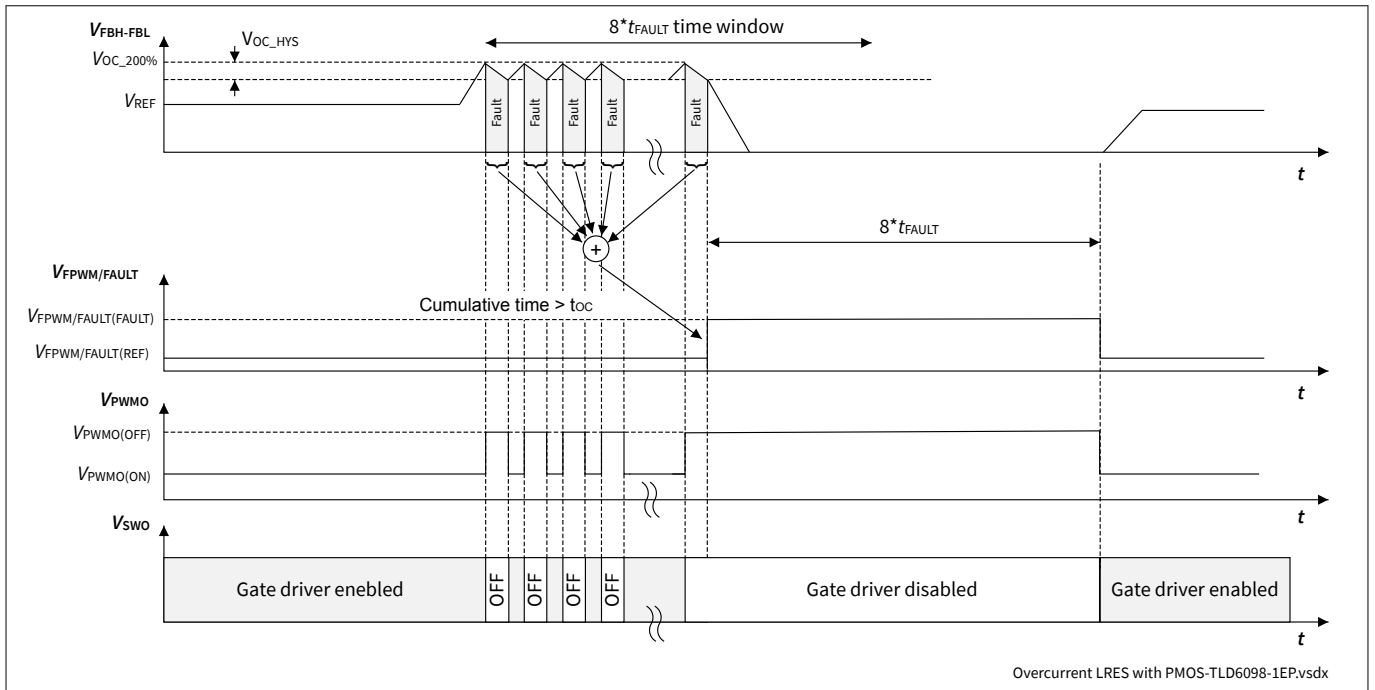 VFBH-FBL
VOC_HYS
8*tFAULT time window
VOC_200%
VREF
Fault
Fault
Fault
Fault
Fault
t
8*tFAULT
+
VFPWM/FAULT
Cumulative time > tOC
VFPWM/FAULT(FAULT)
VFPWM/FAULT(REF)
t
VPWMO
VPWMO(OFF)
VPWMO(ON)
t
VSWO
Gate driver enebled
OFF
OFF
OFF
OFF
Gate driver disabled
Gate driver enabled
t
Overcurrent LRES with PMOS-TLD6098-1EP.vsdx